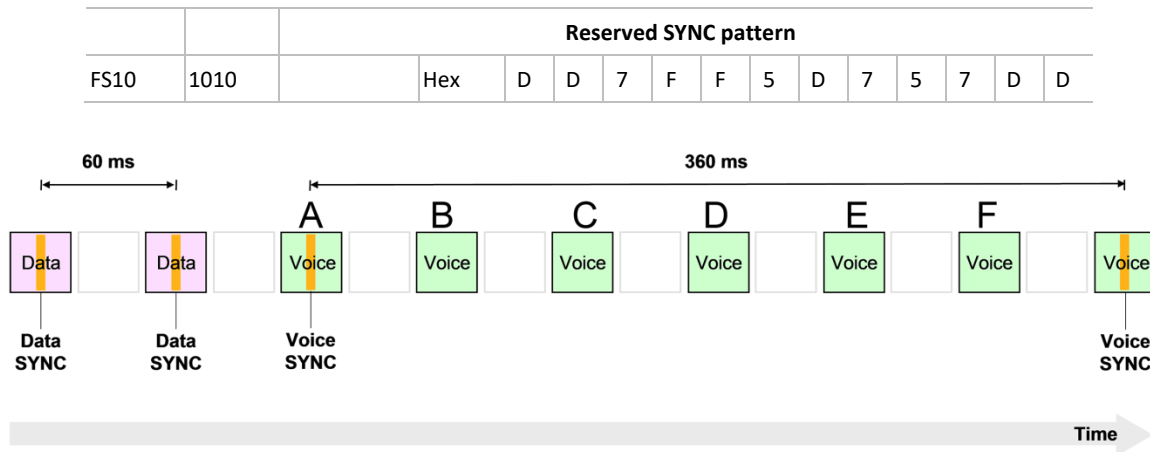 Reserved SYNC pattern
FS10 1010 Hex D D 7 F F 5 D 7 5 7 D D
60 ms 360 ms
A B C D E F
Data Data Voice Voice Voice Voice Voice Voice Voice
Data SYNC Data SYNC Voice SYNC Voice SYNC
Time